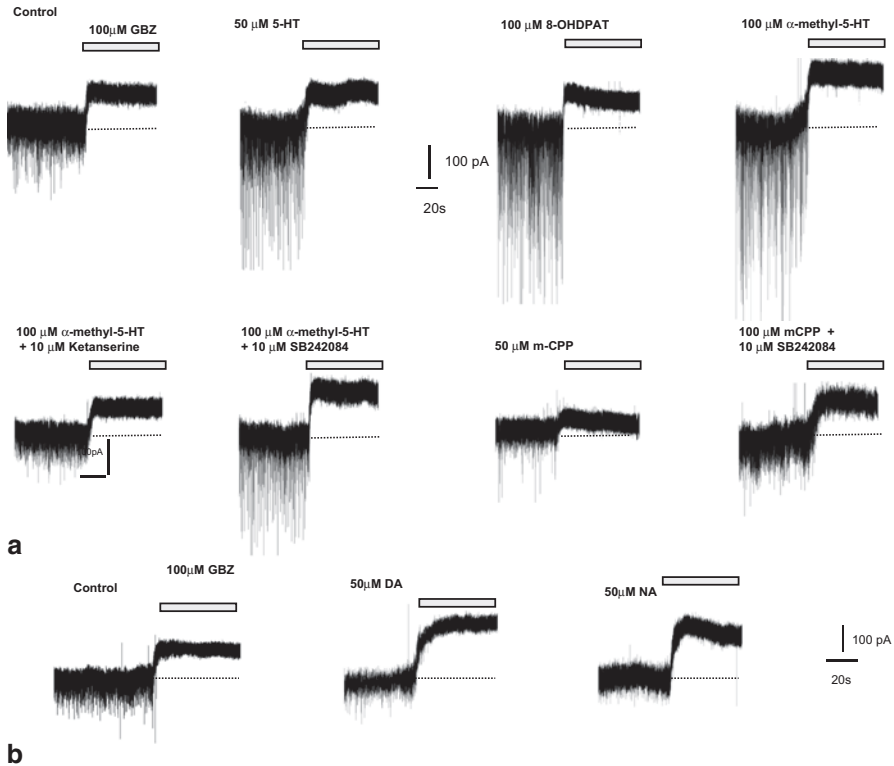 Control
100μM GBZ
50 μM 5-HT
100 μM 8-OHDPAT
100 μM α-methyl-5-HT
100 pA
20s
100 μM α-methyl-5-HT
+ 10 μM Ketanserine
100 μM α-methyl-5-HT
+ 10 μM SB242084
50 μM m-CPP
100 μM mCPP +
10 μM SB242084
a
Control
100μM GBZ
50μM DA
50μM NA
100 pA
20s
b